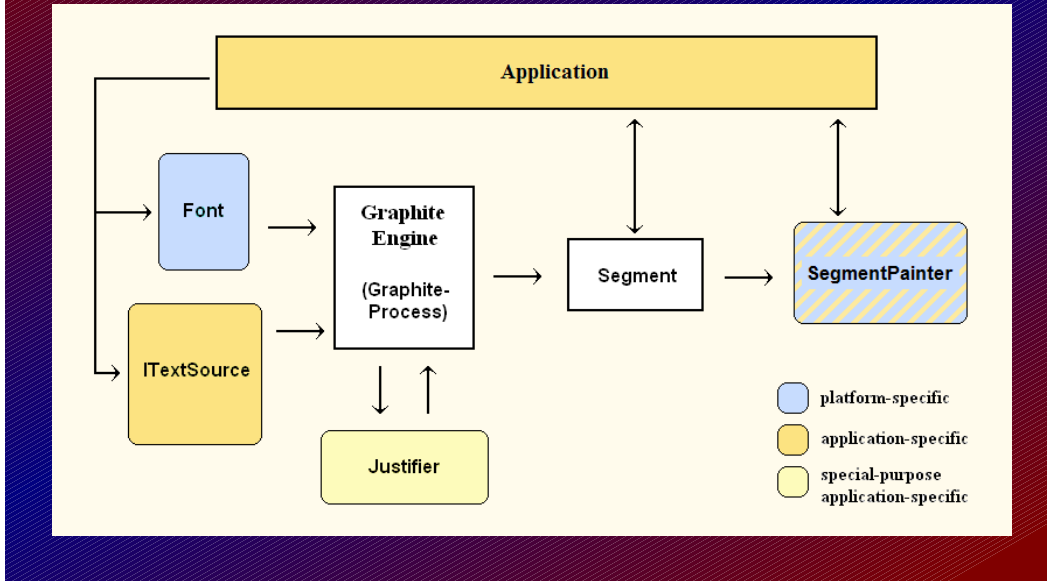 Application
Font
Graphite
Engine
(Graphite-
Process)
Segment
SegmentPainter
ITextSource
Justifier
platform-specific
application-specific
special-purpose
application-specific